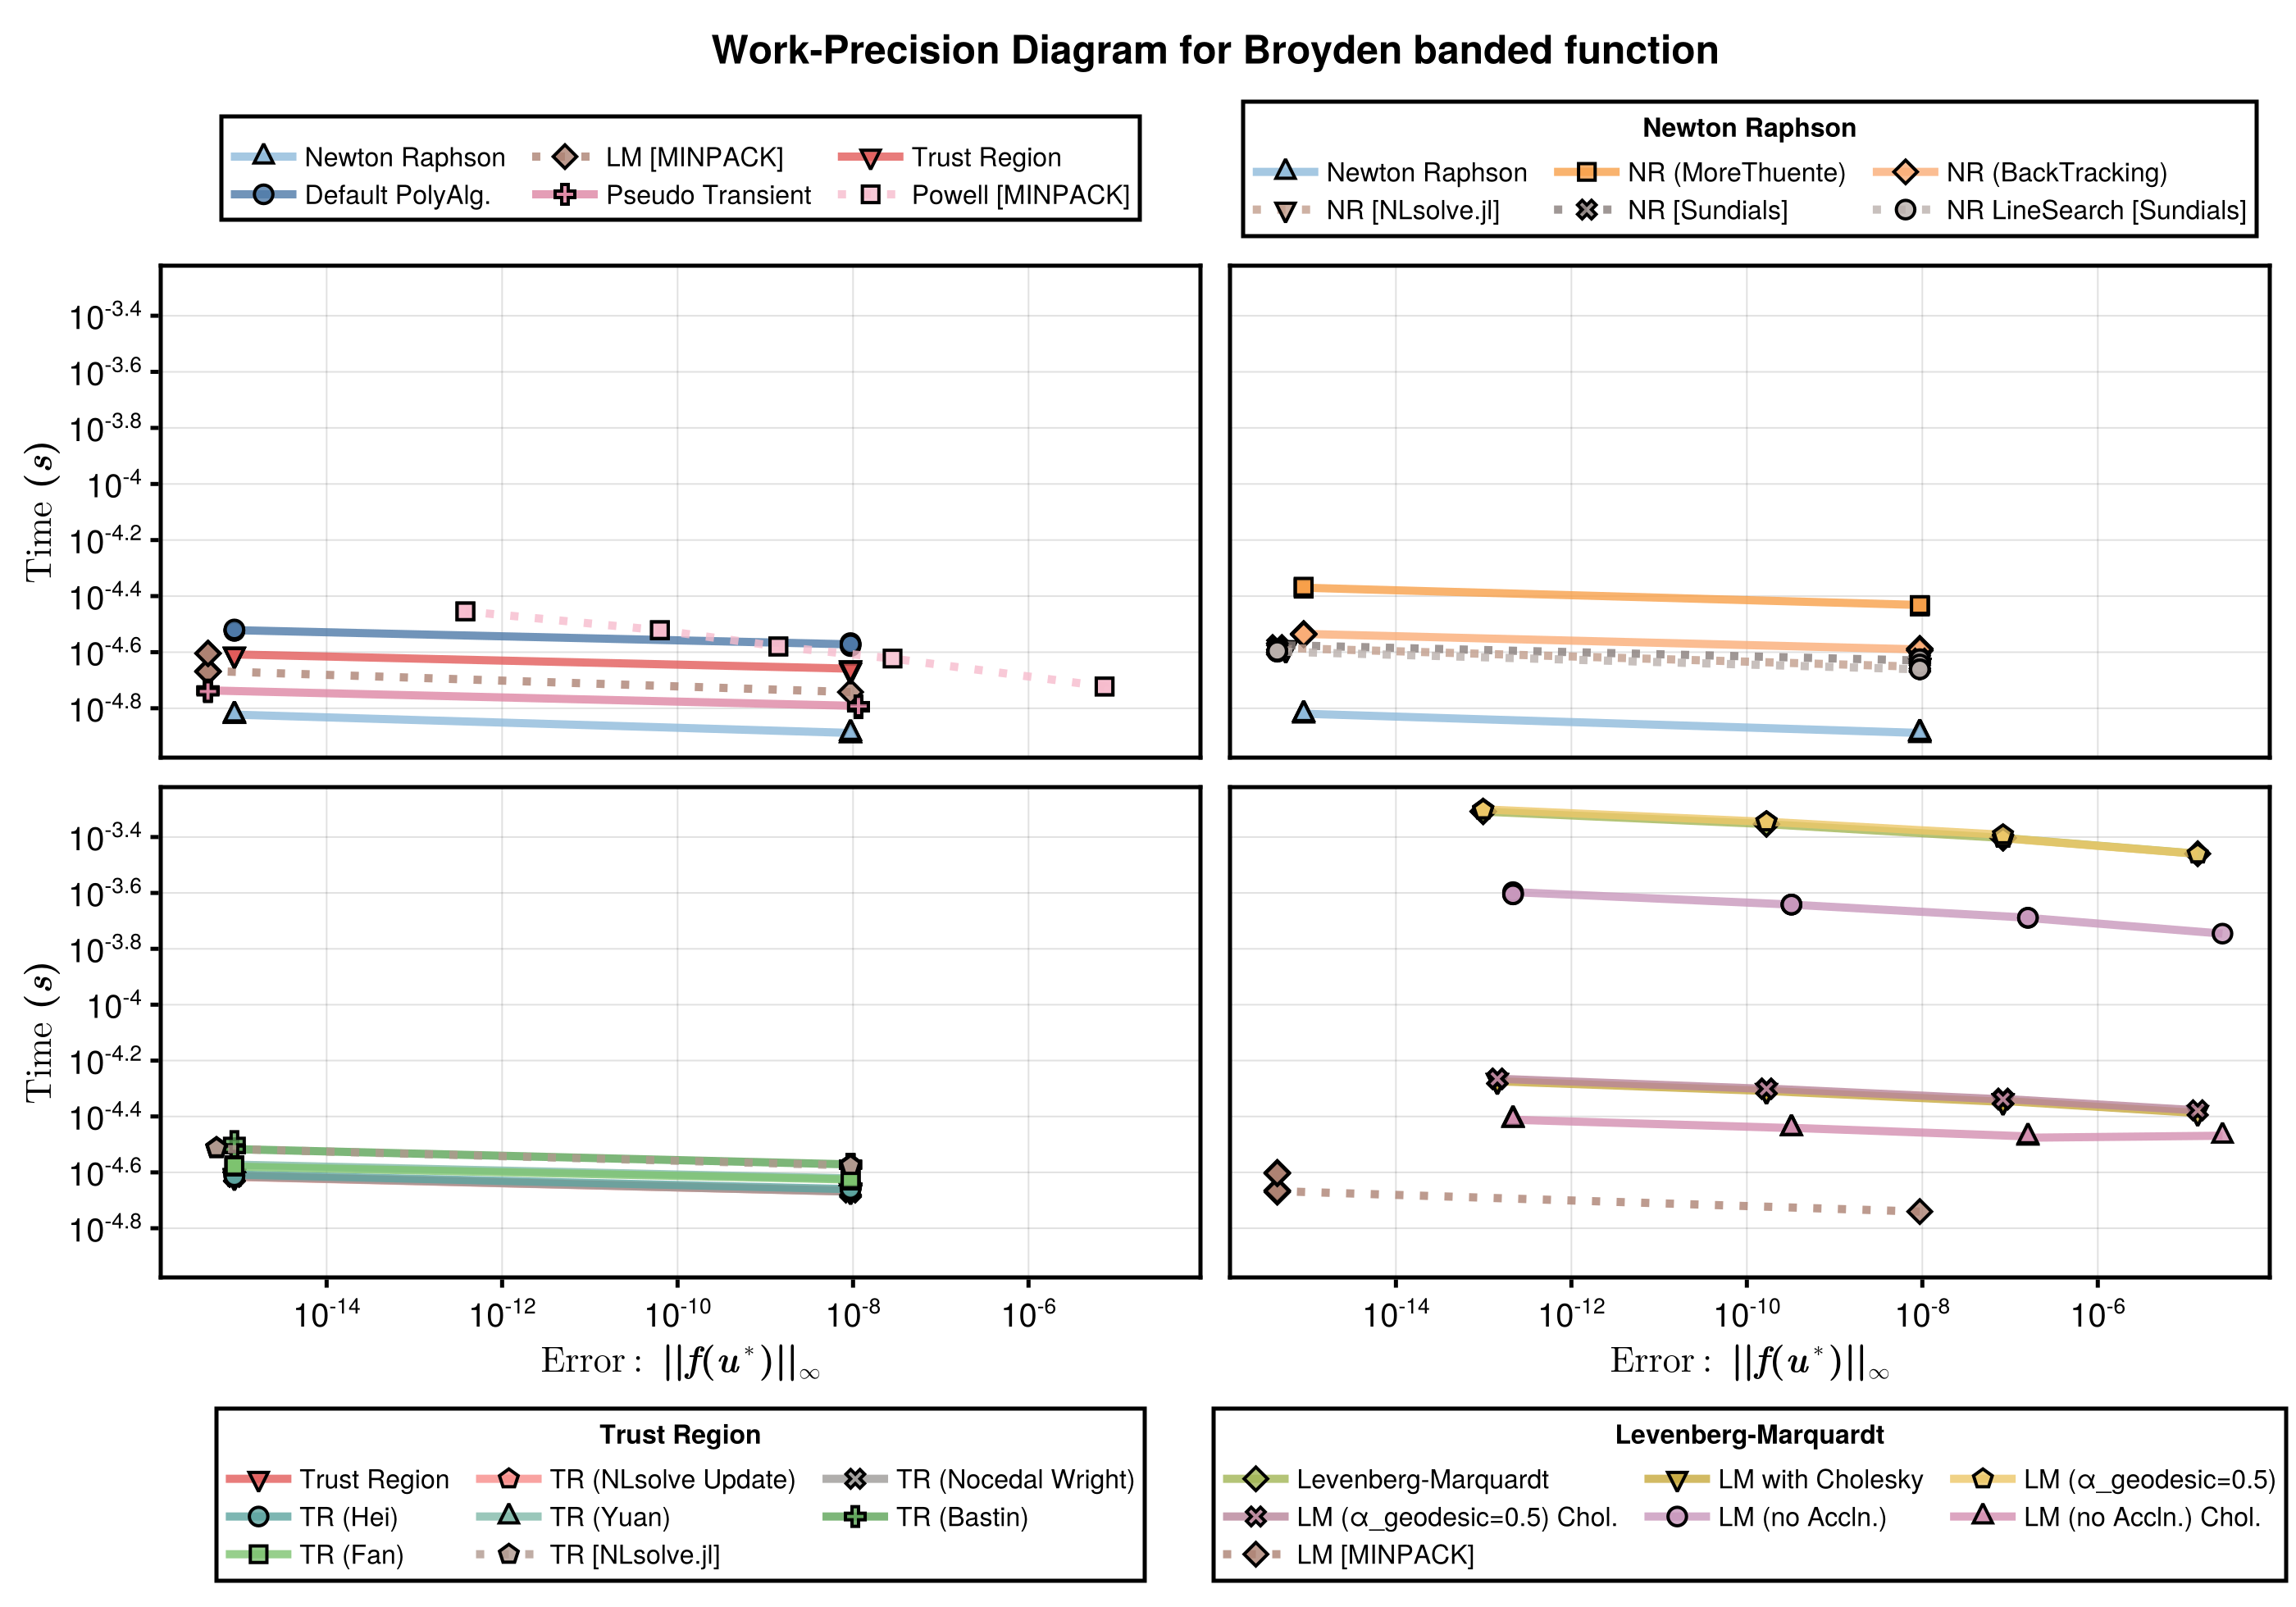 Work-Precision Diagram for Broyden banded function
Newton Raphson LM [MINPACK] Trust Region
Default PolyAlg. Pseudo Transient Powell [MINPACK]
Newton Raphson
Newton Raphson NR (MoreThuente) NR (BackTracking)
NR [NLsolve.jl] NR [Sundials] NR LineSearch [Sundials]
Time (s)
10^-3.4
10^-3.6
10^-3.8
10^-4
10^-4.2
10^-4.4
10^-4.6
10^-4.8
Time (s)
10^-3.4
10^-3.6
10^-3.8
10^-4
10^-4.2
10^-4.4
10^-4.6
10^-4.8
10^-14 10^-12 10^-10 10^-8 10^-6
10^-14 10^-12 10^-10 10^-8 10^-6
Error: ||f(u*)||∞
Error: ||f(u*)||∞
Trust Region
Trust Region TR (NLsolve Update) TR (Nocedal Wright)
TR (Hei) TR (Yuan) TR (Bastin)
TR (Fan) TR [NLsolve.jl]
Levenberg-Marquardt
Levenberg-Marquardt LM with Cholesky LM (α_geodesic=0.5)
LM (α_geodesic=0.5) Chol. LM (no Accln.) LM (no Accln.) Chol.
LM [MINPACK]